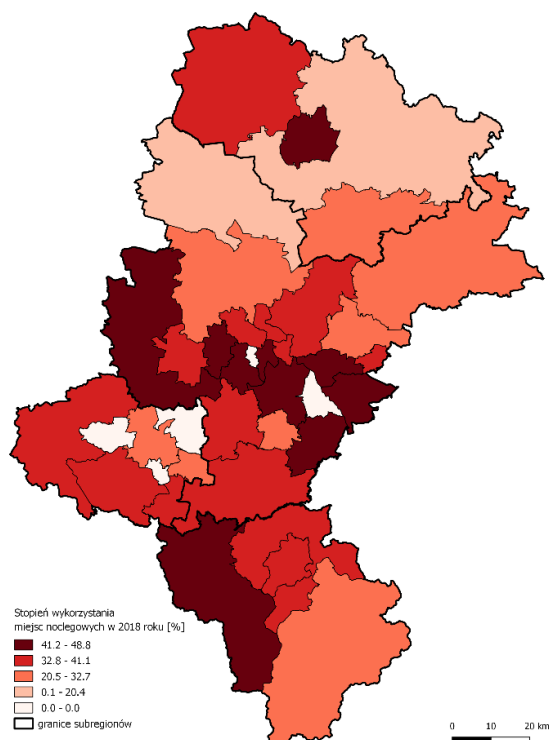 Stopień wykorzystania
miejsc noclegowych w 2018 roku [%]
41.2 - 48.8
32.8 - 41.1
20.5 - 32.7
0.1 - 20.4
0.0 - 0.0
granice subregionów
0 10 20 km